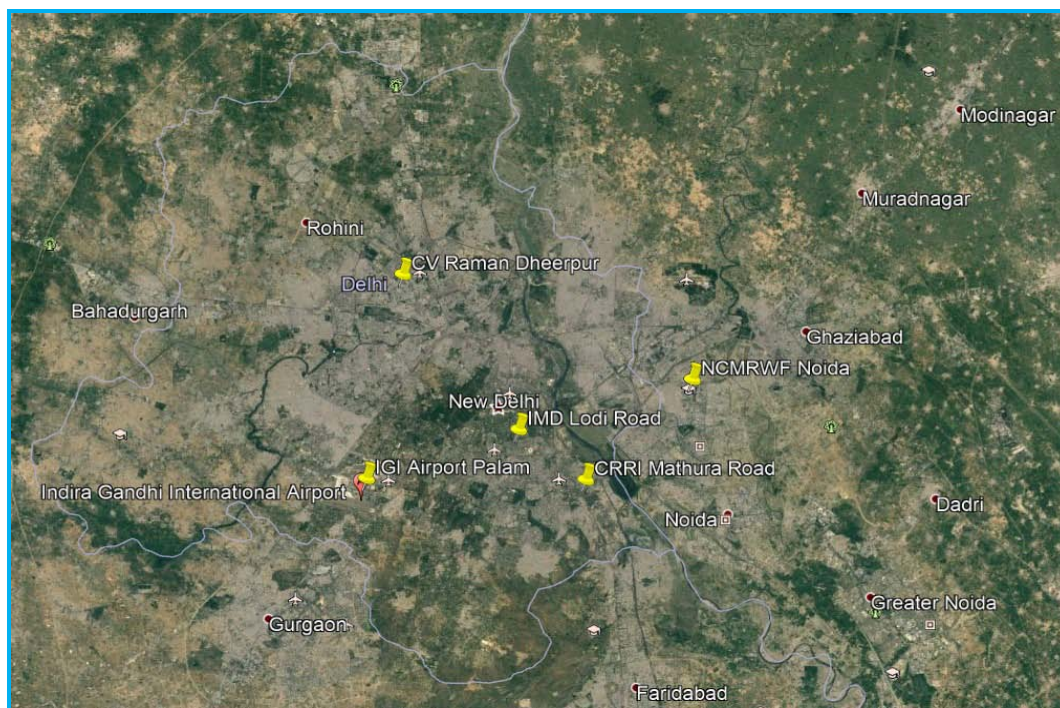 Modinagar
Muradnagar
Rohini
CV Raman Dheerpur
Delhi
Bahadurgarh
Ghaziabad
NCMRWF Noida
New Delhi
IMD Lodi Road
IGI Airport Palam
CRRI Mathura Road
Indira Gandhi International Airport
Noida
Dadri
Greater Noida
Gurgaon
Faridabad